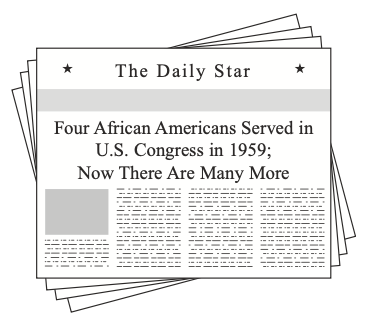 ★ The Daily Star ★
Four African Americans Served in
U.S. Congress in 1959;
Now There Are Many More